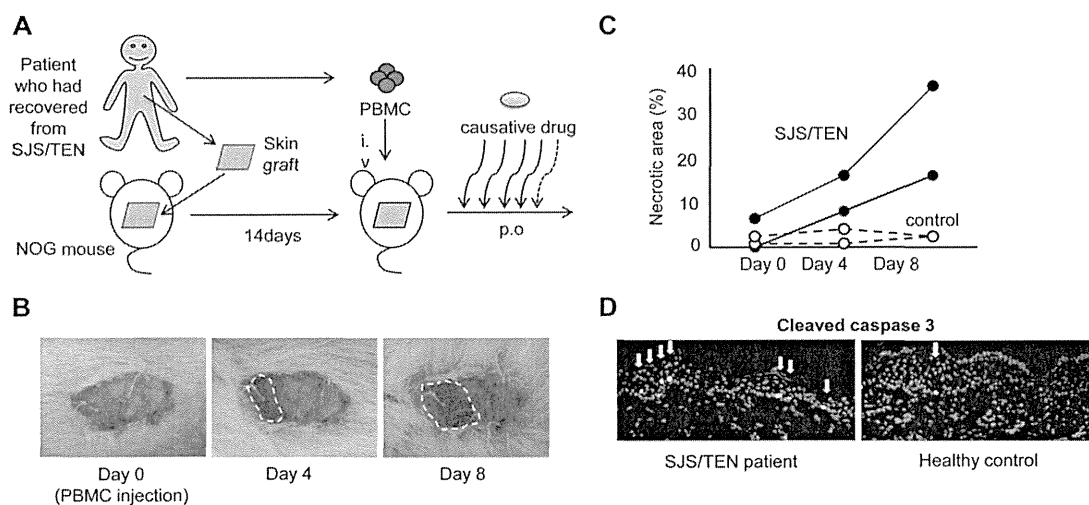 A
Patient
who had
recovered
from
SJS/TEN
Skin
graft
NOG mouse
14days
PBMC
i.
v
causative drug
p.o
B
Day 0
(PBMC injection)
Day 4
Day 8
C
Necrotic area (%)
40
30
20
10
0
SJS/TEN
control
Day 0
Day 4
Day 8
D
Cleaved caspase 3
SJS/TEN patient
Healthy control